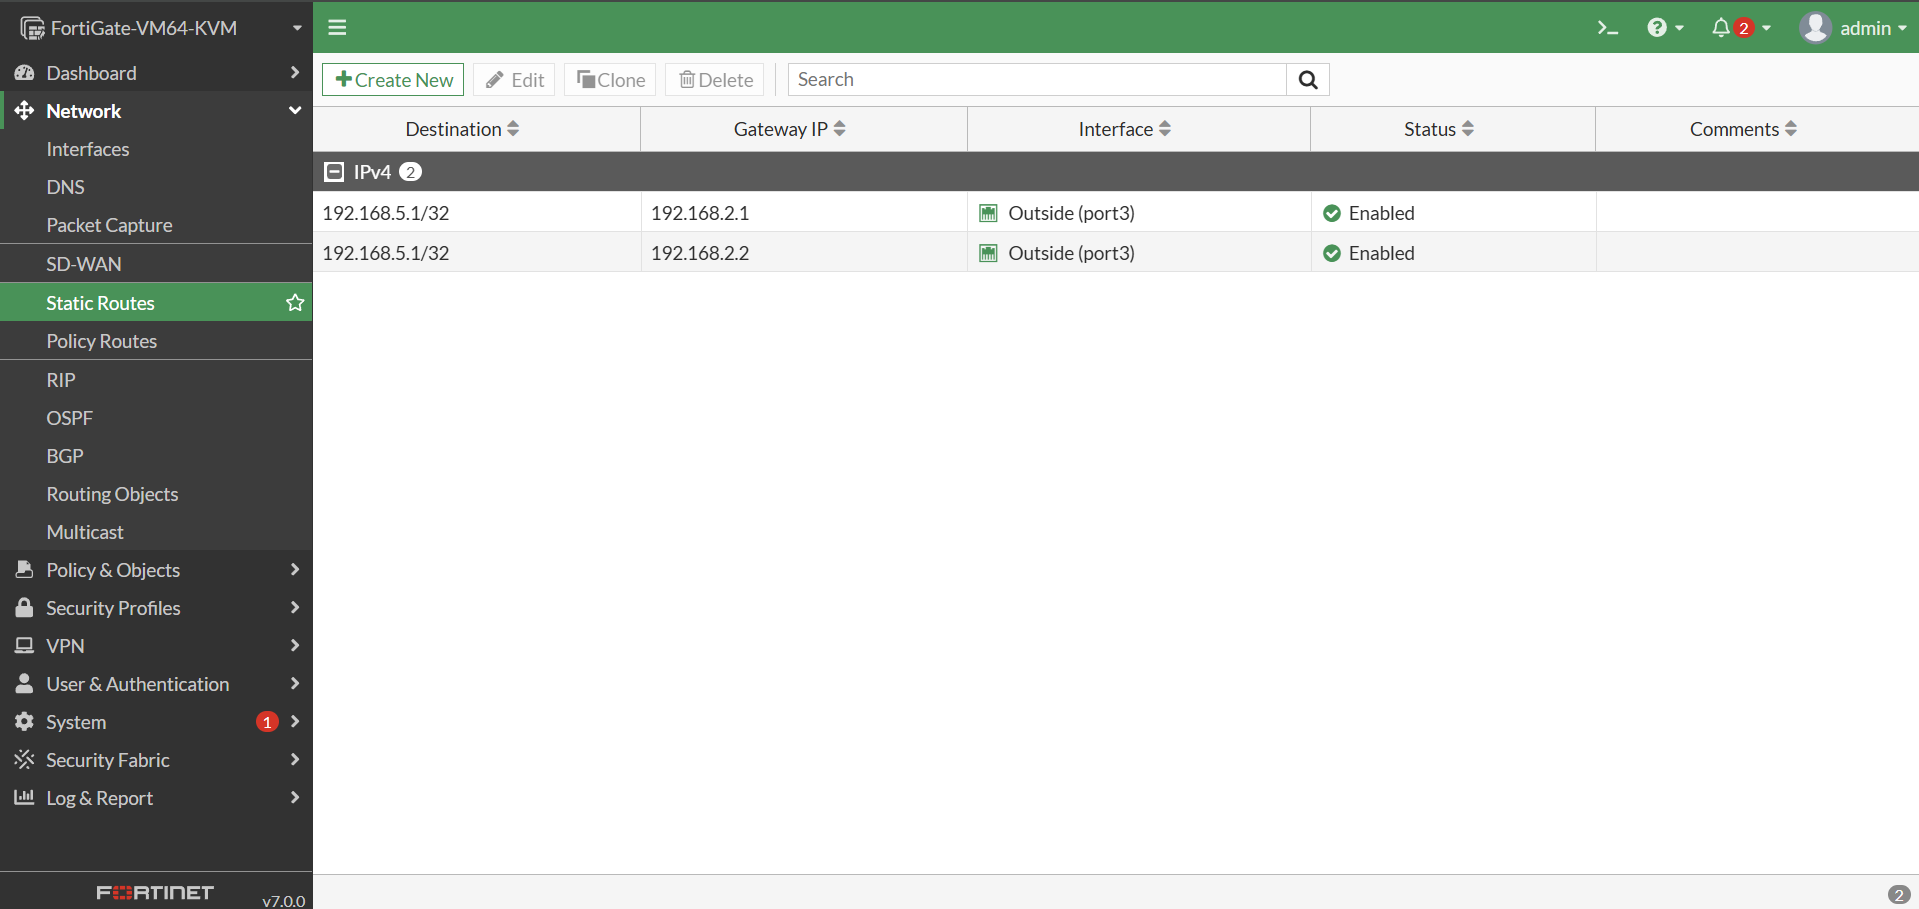 FortiGate-VM64-KVM
2
admin
Dashboard
Network
Interfaces
DNS
Packet Capture
SD-WAN
Static Routes
Policy Routes
RIP
OSPF
BGP
Routing Objects
Multicast
Policy & Objects
Security Profiles
VPN
User & Authentication
System 1
Security Fabric
Log & Report
FORTINET v7.0.0
Create New Edit Clone Delete Search
Destination Gateway IP Interface Status Comments
IPv4 2
192.168.5.1/32 192.168.2.1 Outside (port3) Enabled
192.168.5.1/32 192.168.2.2 Outside (port3) Enabled
2